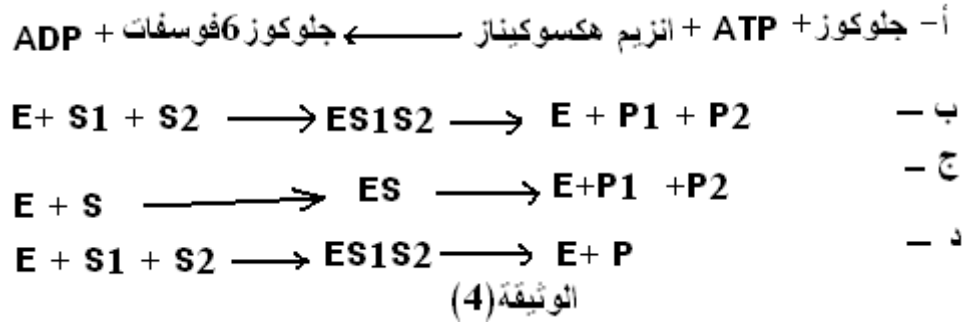 أ- جلوكوز+ ATP + انزيم هكسوكيناز ⟶ جلوكوز6فوسفات + ADP
ب – E+ S1 + S2 ⟶ ES1S2 ⟶ E + P1 + P2
ج – E + S ⟶ ES ⟶ E+P1 +P2
د – E + S1 + S2 ⟶ ES1S2 ⟶ E+ P
الوثيقة(4)